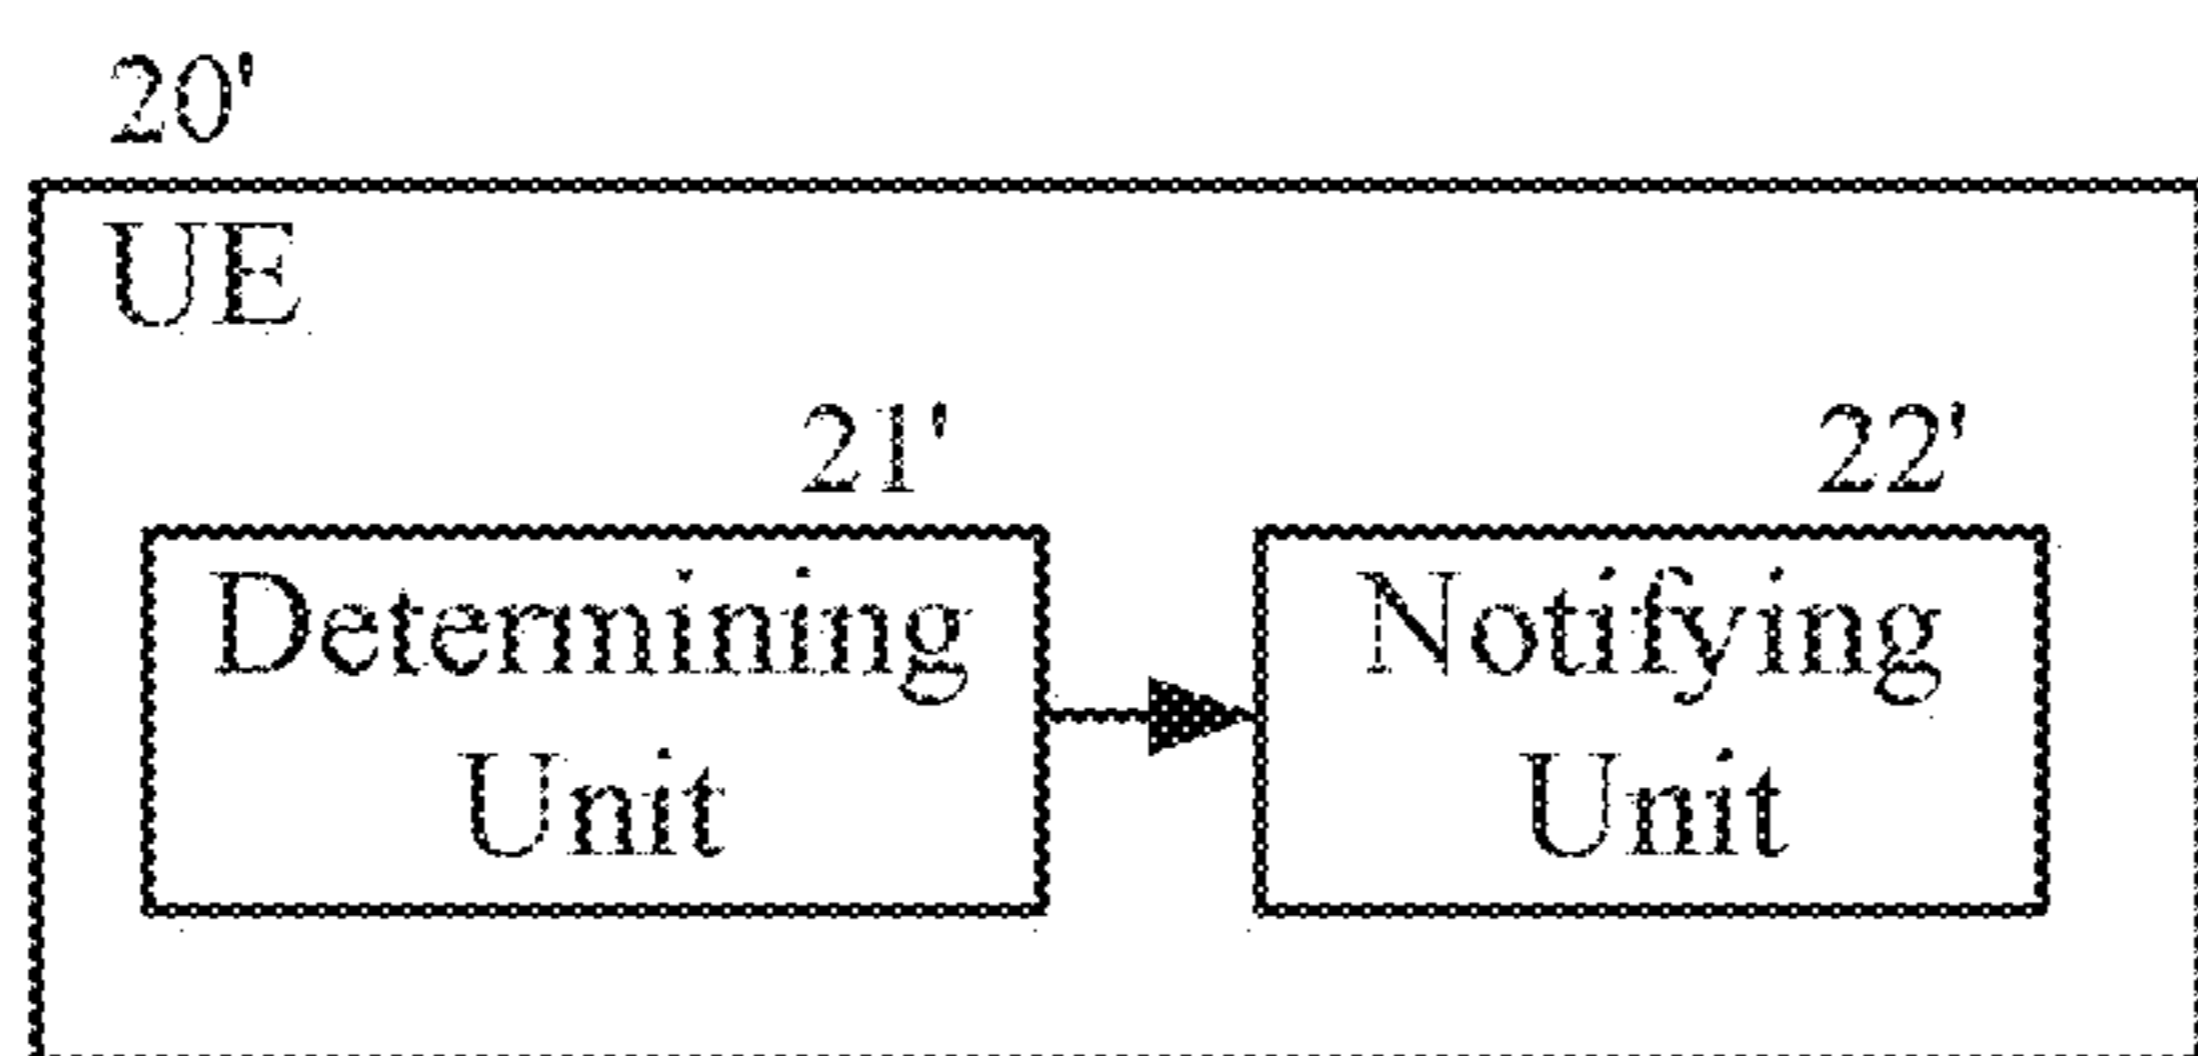 20'
UE
21'
22'
Determining
Unit
Notifying
Unit